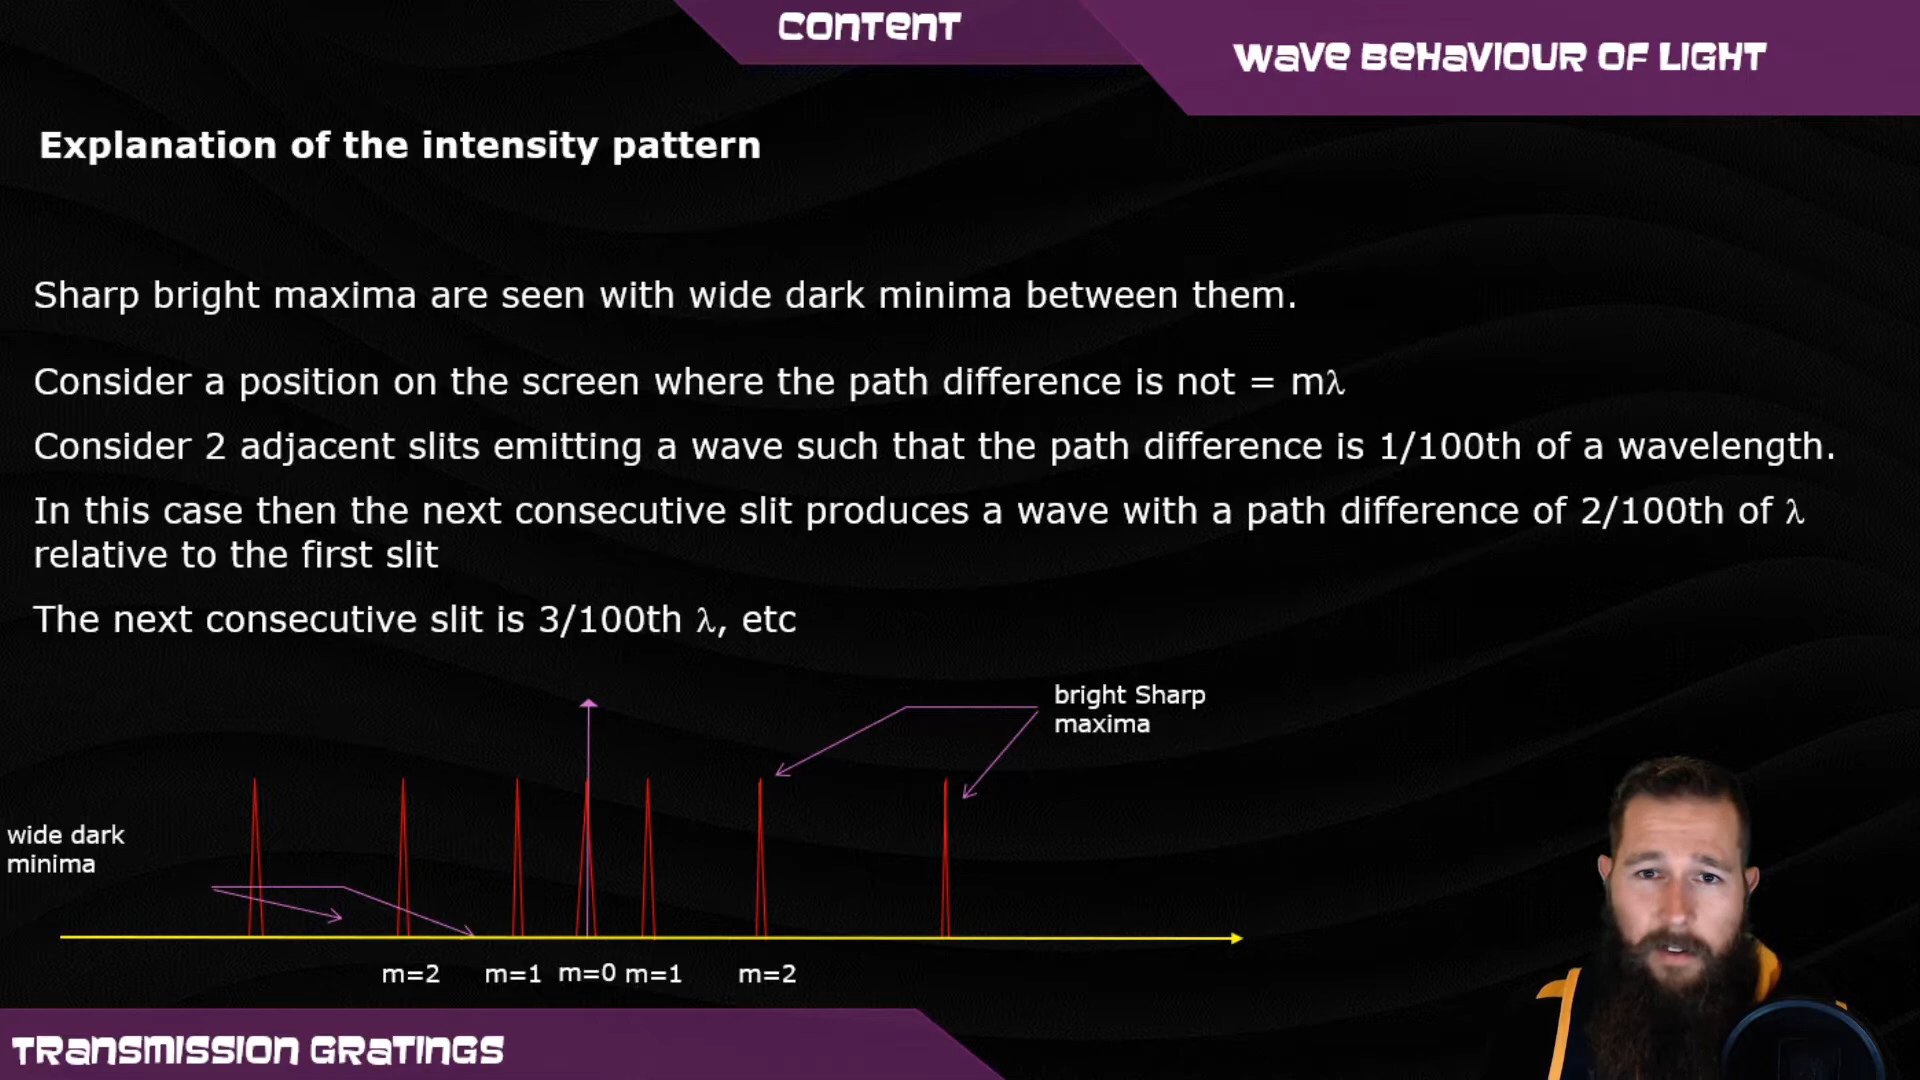 CONTENT
WAVE BEHAVIOUR OF LIGHT
Explanation of the intensity pattern
Sharp bright maxima are seen with wide dark minima between them.
Consider a position on the screen where the path difference is not = mλ
Consider 2 adjacent slits emitting a wave such that the path difference is 1/100th of a wavelength.
In this case then the next consecutive slit produces a wave with a path difference of 2/100th of λ
relative to the first slit
The next consecutive slit is 3/100th λ, etc
bright Sharp
maxima
wide dark
minima
m=2 m=1 m=0 m=1 m=2
TRANSMISSION GRATINGS